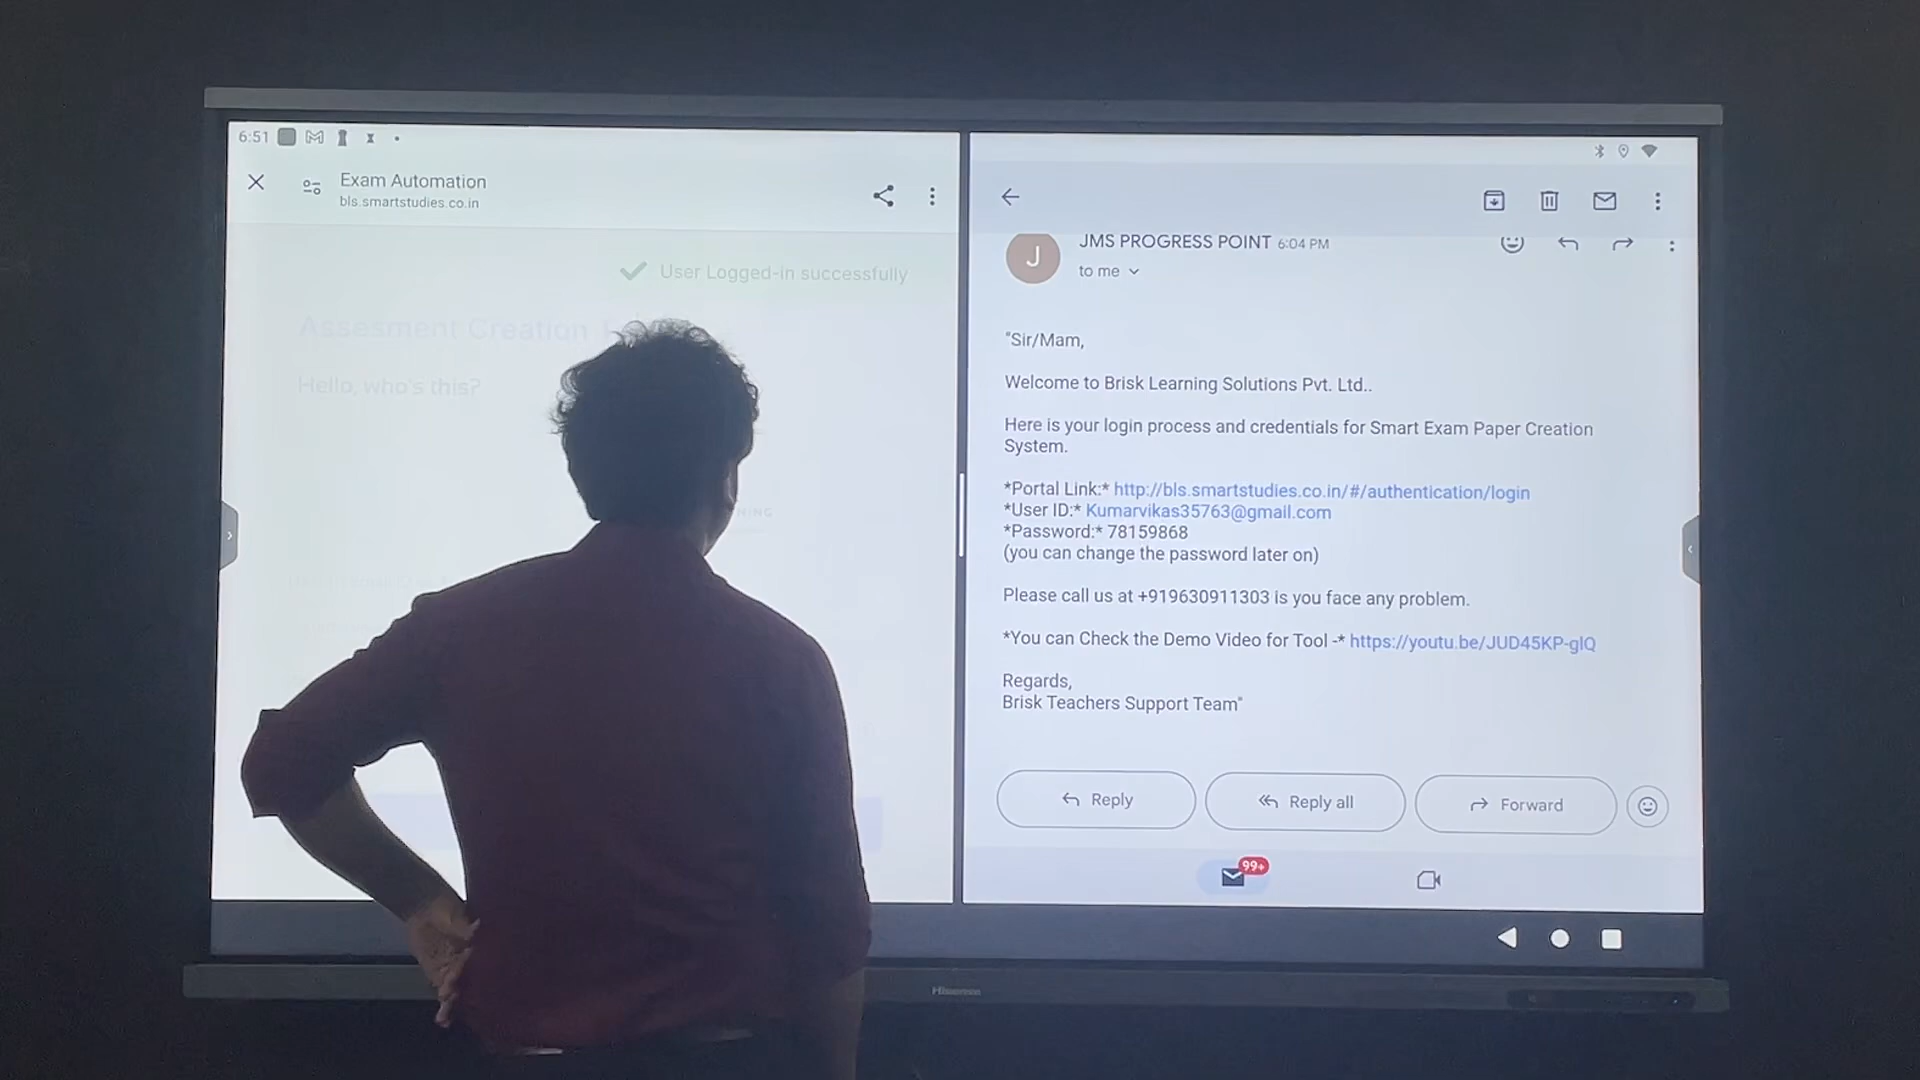 6:51
Exam Automation
bls.smartstudies.co.in
User Logged-in successfully
Assesment Creation
Hello, who's this?
JMS PROGRESS POINT 6:04 PM
J
to me
"Sir/Mam,
Welcome to Brisk Learning Solutions Pvt. Ltd..
Here is your login process and credentials for Smart Exam Paper Creation
System.
*Portal Link:* http://bls.smartstudies.co.in/#/authentication/login
*User ID:* Kumarvikas35763@gmail.com
*Password:* 78159868
(you can change the password later on)
Please call us at +919630911303 is you face any problem.
*You can Check the Demo Video for Tool -* https://youtu.be/JUD45KP-glQ
Regards,
Brisk Teachers Support Team"
Reply
Reply all
Forward
99+
Hisense